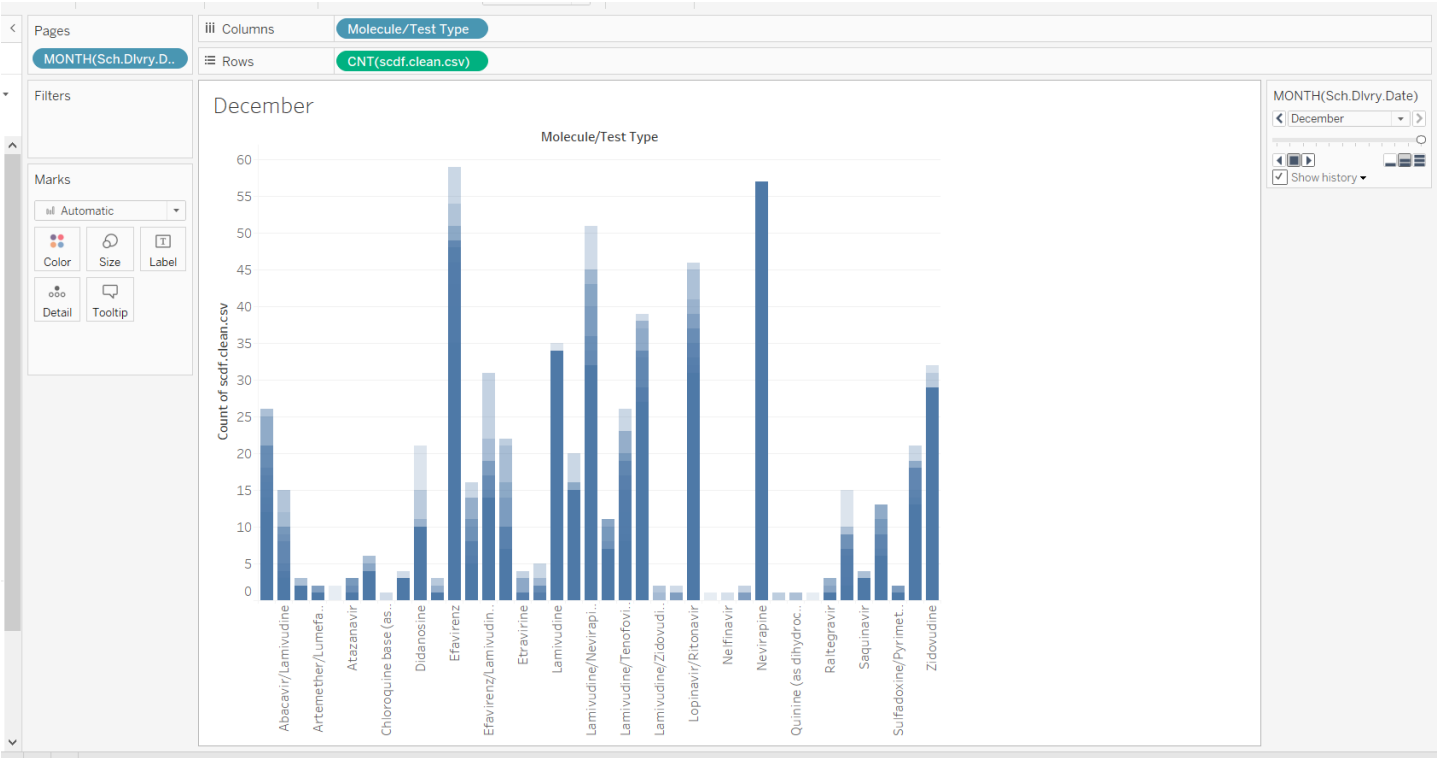 Pages
MONTH(Sch.Dlvry.D..
Columns
Molecule/Test Type
Rows
CNT(scdf.clean.csv)
Filters
Marks
Automatic
Color
Size
Label
Detail
Tooltip
December
Molecule/Test Type
Count of scdf.clean.csv
60
55
50
45
40
35
30
25
20
15
10
5
0
Abacavir/Lamivudine
Artemether/Lumefa..
Atazanavir
Chloroquine base (as..
Didanosine
Efavirenz
Efavirenz/Lamivudin..
Etravirine
Lamivudine
Lamivudine/Nevirapi..
Lamivudine/Tenofovi..
Lamivudine/Zidovudi..
Lopinavir/Ritonavir
Nelfinavir
Nevirapine
Quinine (as dihydroc..
Raltegravir
Saquinavir
Sulfadoxine/Pyrimet..
Zidovudine
MONTH(Sch.Dlvry.Date)
December
Show history